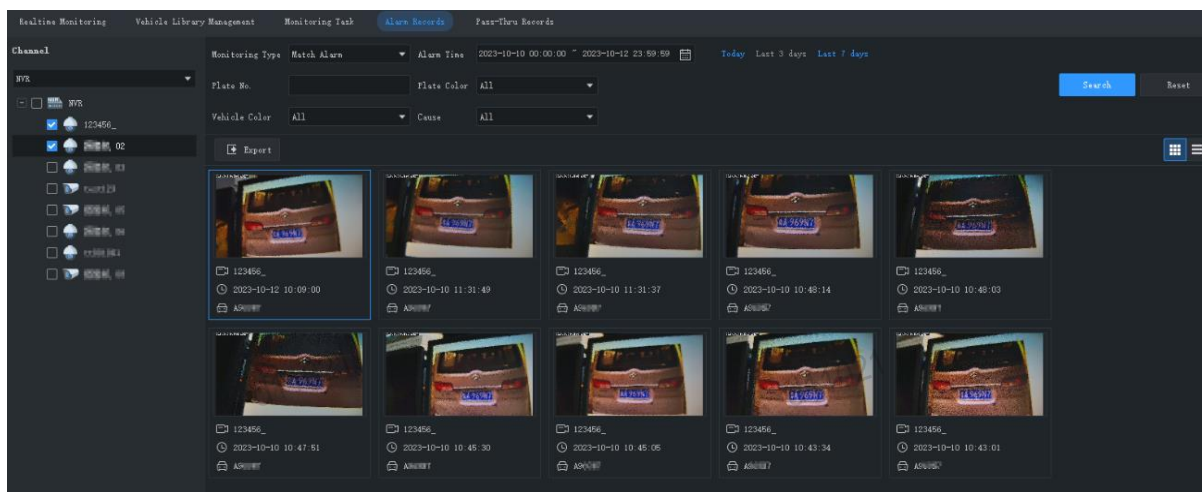 Realtime Monitoring Vehicle Library Management Monitoring Task Alarm Records Pass-Thru Records
Channel
NVR
NVR
123456_
02
Monitoring Type Match Alarm Alarm Time 2023-10-10 00:00:00 ~ 2023-10-12 23:59:59 Today Last 3 days Last 7 days
Plate No. Plate Color All Search Reset
Vehicle Color All Cause All
Export
123456_ 123456_ 123456_ 123456_ 123456_
2023-10-12 10:09:00 2023-10-10 11:31:49 2023-10-10 11:31:37 2023-10-10 10:48:14 2023-10-10 10:48:03
123456_ 123456_ 123456_ 123456_ 123456_
2023-10-10 10:47:51 2023-10-10 10:45:30 2023-10-10 10:45:05 2023-10-10 10:43:34 2023-10-10 10:43:01